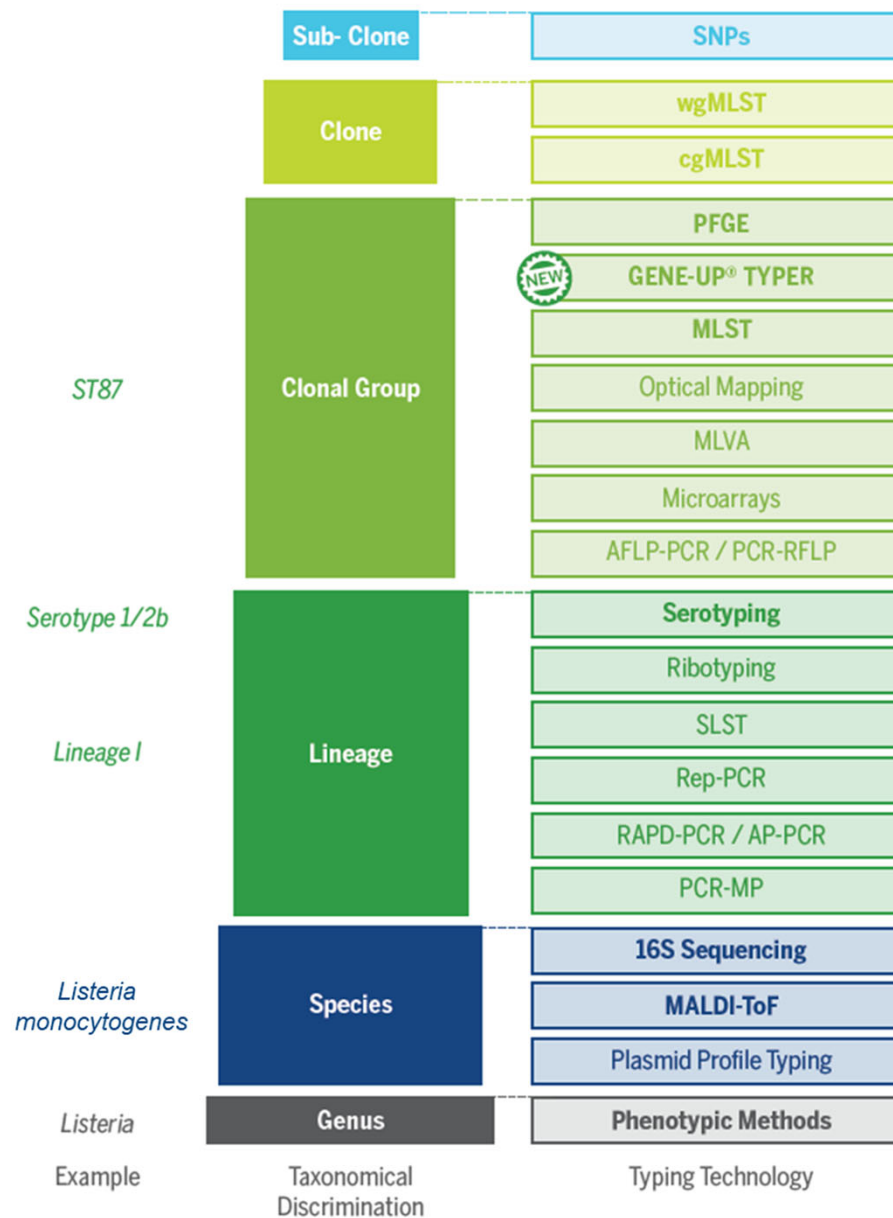 Sub- Clone
SNPs
Clone
wgMLST
cgMLST
PFGE
NEW
GENE-UP® TYPER
MLST
ST87
Clonal Group
Optical Mapping
MLVA
Microarrays
AFLP-PCR / PCR-RFLP
Serotype 1/2b
Serotyping
Ribotyping
SLST
Lineage I
Lineage
Rep-PCR
RAPD-PCR / AP-PCR
PCR-MP
16S Sequencing
Listeria
monocytogenes
Species
MALDI-ToF
Plasmid Profile Typing
Listeria
Genus
Phenotypic Methods
Example
Taxonomical
Discrimination
Typing Technology